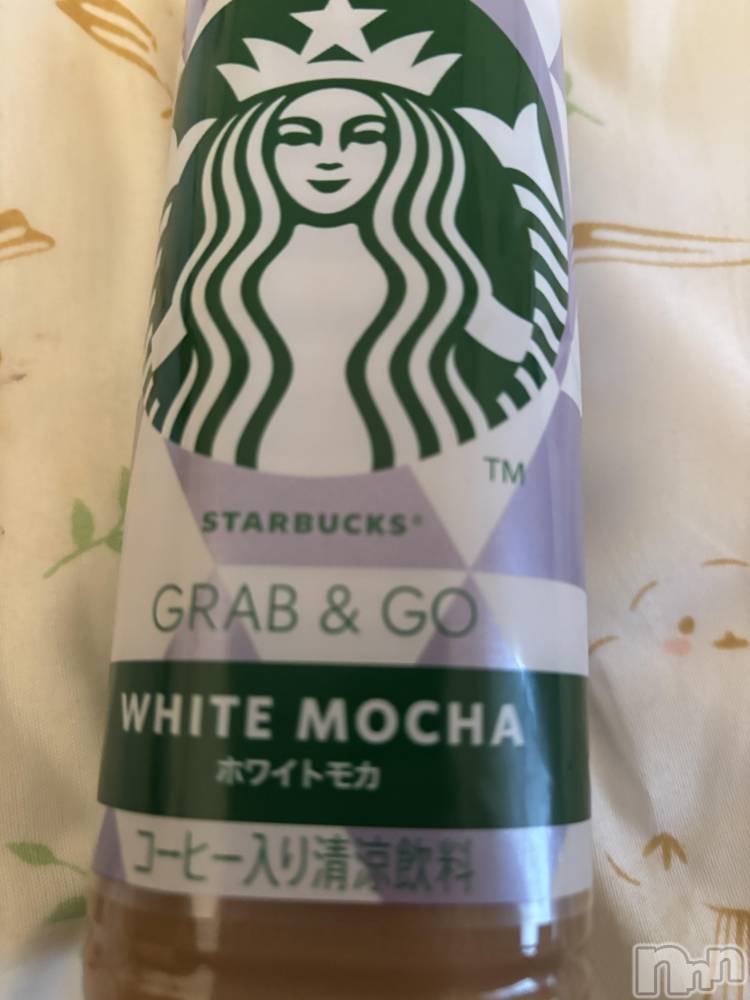 TM
STARBUCKS®
GRAB & GO
WHITE MOCHA
ホワイトモカ
コーヒー入り清涼飲料
nnn